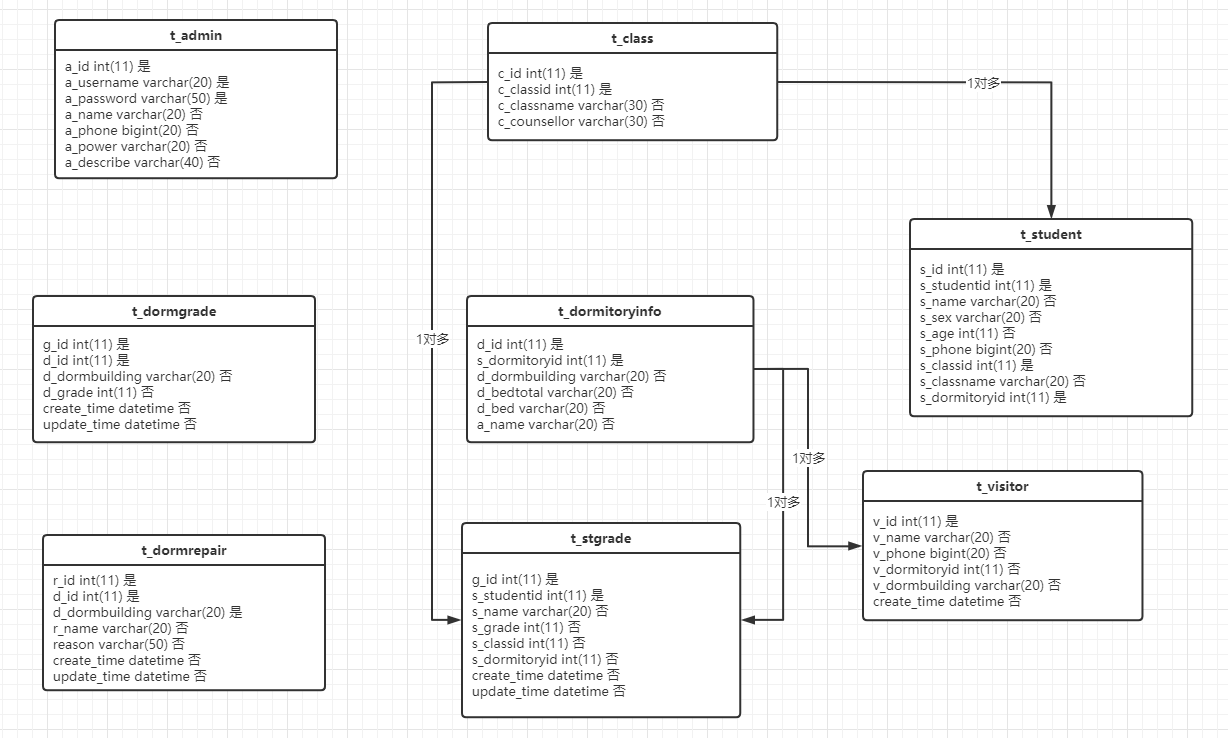 t_admin
a_id int(11) 是
a_username varchar(20) 是
a_password varchar(50) 是
a_name varchar(20) 否
a_phone bigint(20) 否
a_power varchar(20) 否
a_describe varchar(40) 否
t_class
c_id int(11) 是
c_classid int(11) 是
c_classname varchar(30) 否
c_counsellor varchar(30) 否
1对多
t_student
s_id int(11) 是
s_studentid int(11) 是
s_name varchar(20) 否
s_sex varchar(20) 否
s_age int(11) 否
s_phone bigint(20) 否
s_classid int(11) 是
s_classname varchar(20) 否
s_dormitoryid int(11) 是
t_dormgrade
g_id int(11) 是
d_id int(11) 是
d_dormbuilding varchar(20) 否
d_grade int(11) 否
create_time datetime 否
update_time datetime 否
1对多
t_dormitoryinfo
d_id int(11) 是
s_dormitoryid int(11) 是
d_dormbuilding varchar(20) 否
d_bedtotal varchar(20) 否
d_bed varchar(20) 否
a_name varchar(20) 否
1对多
1对多
t_visitor
v_id int(11) 是
v_name varchar(20) 否
v_phone bigint(20) 否
v_dormitoryid int(11) 否
v_dormbuilding varchar(20) 否
create_time datetime 否
t_dormrepair
r_id int(11) 是
d_id int(11) 是
d_dormbuilding varchar(20) 是
r_name varchar(20) 否
reason varchar(50) 否
create_time datetime 否
update_time datetime 否
t_stgrade
g_id int(11) 是
s_studentid int(11) 是
s_name varchar(20) 否
s_grade int(11) 否
s_classid int(11) 否
s_dormitoryid int(11) 否
create_time datetime 否
update_time datetime 否